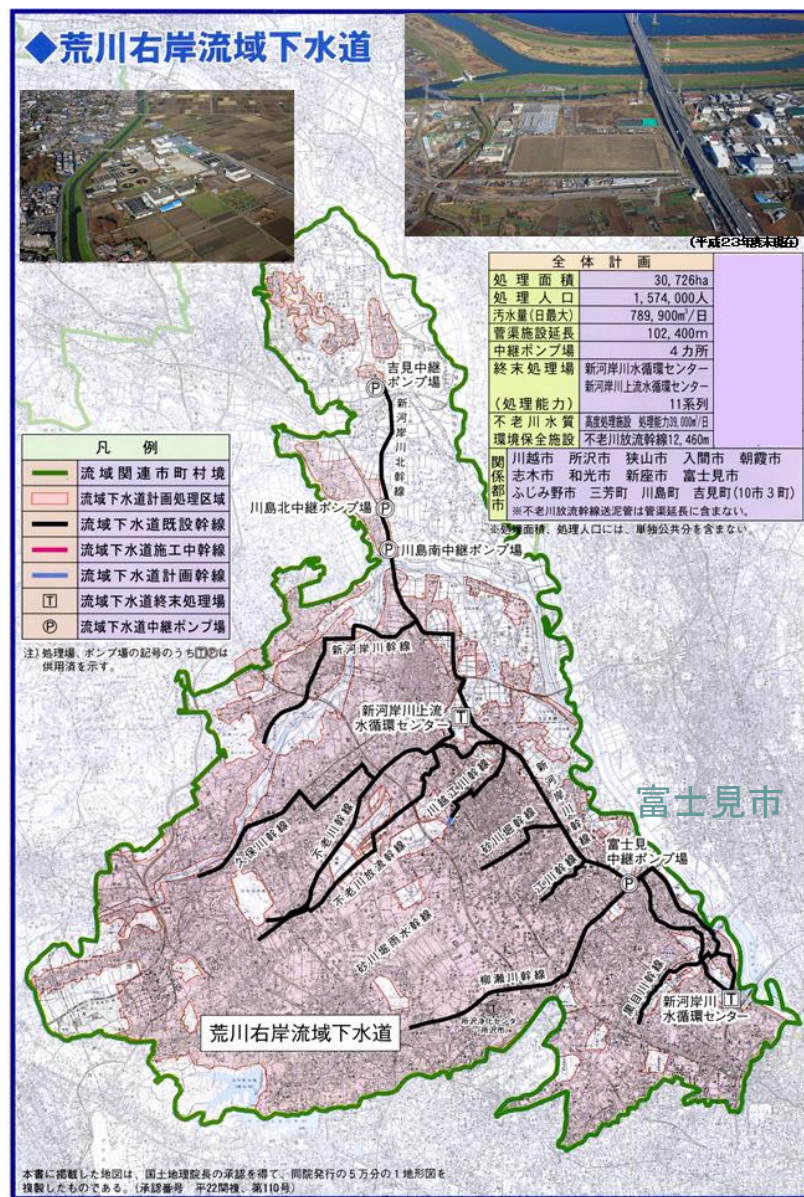 ◆荒川右岸流域下水道
(平成23年度末現在)
全体計画
処理面積 30,726ha
処理人口 1,574,000人
汚水量(日最大) 789,900m³/日
管渠施設延長 102,400m
中継ポンプ場 4カ所
終末処理場 新河岸川水循環センター
新河岸川上流水循環センター
(処理能力) 11系列
不老川水質 高度処理施設 処理能力39,000m³/日
環境保全施設 不老川放流幹線12,460m
関係都市
川越市 所沢市 狭山市 入間市 朝霞市
志木市 和光市 新座市 富士見市
ふじみ野市 三芳町 川島町 吉見町(10市3町)
※不老川放流幹線送泥管は管渠延長に含まない。
※処理面積、処理人口には、単独公共分を含まない。
吉見中継
ポンプ場
Ⓟ
新河岸川北幹線
凡例
流域関連市町村境
流域下水道計画処理区域
流域下水道既設幹線
流域下水道施工中幹線
流域下水道計画幹線
T 流域下水道終末処理場
Ⓟ 流域下水道中継ポンプ場
注) 処理場、ポンプ場の記号のうちTPは
供用済を示す。
川島北中継ポンプ場 Ⓟ
Ⓟ 川島南中継ポンプ場
新河岸川幹線
新河岸川上流
水循環センター
T
新河岸川幹線
川越江川幹線
富士見市
久保川幹線
不老川幹線
不老川放流幹線
砂川堀幹線
江川幹線
富士見
中継ポンプ場
Ⓟ
砂川堀雨水幹線
柳瀬川幹線
黒目川幹線
新河岸川
水循環センター
T
所沢浄化センター
所沢市
荒川右岸流域下水道
本書に掲載した地図は、国土地理院長の承認を得て、同院発行の5万分の1地形図を
複製したものである。(承認番号 平22関複、第110号)